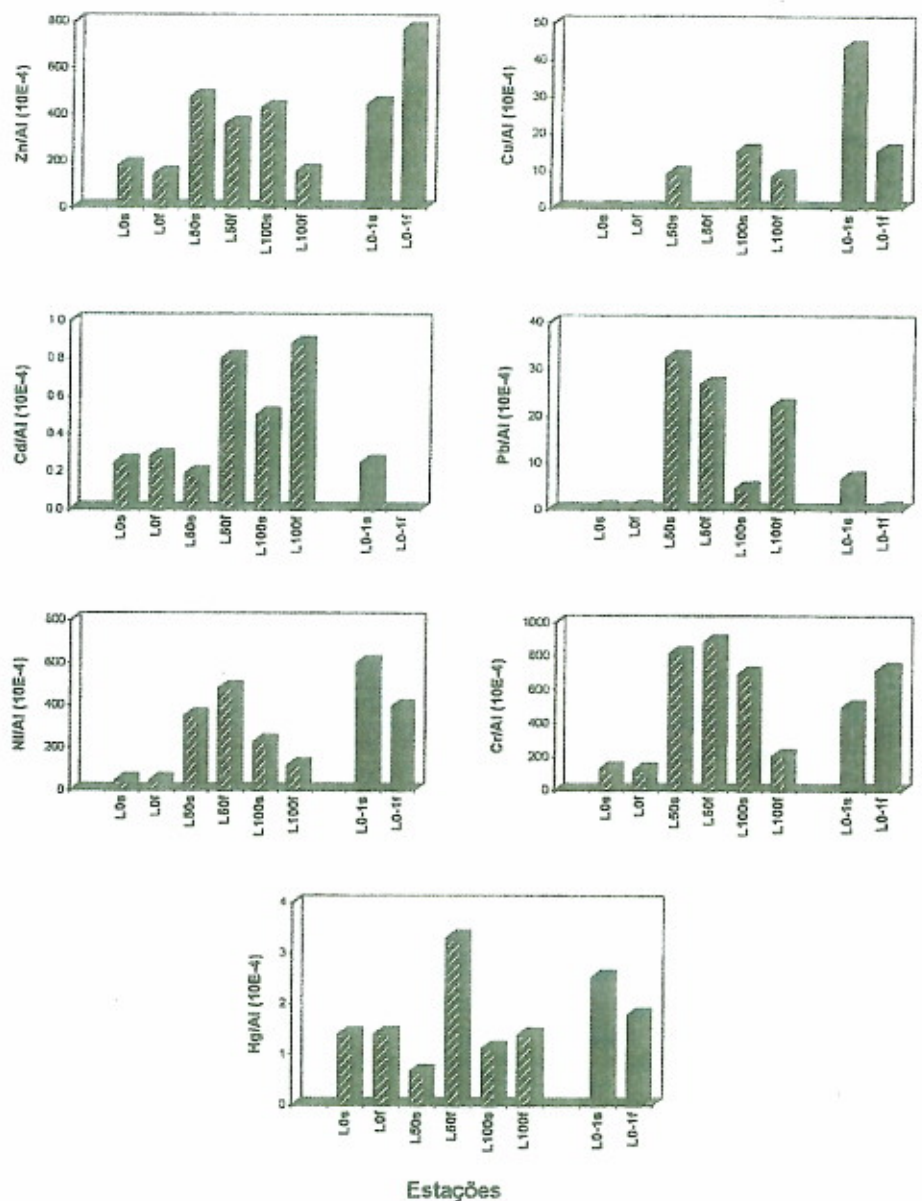 Zn/Al (10E-4)
800
600
400
200
0
L0s
L0f
L50s
L50f
L100s
L100f
L0-1s
L0-1f
Cu/Al (10E-4)
50
40
30
20
10
0
L0s
L0f
L50s
L50f
L100s
L100f
L0-1s
L0-1f
Cd/Al (10E-4)
1.0
0.8
0.6
0.4
0.2
0.0
L0s
L0f
L50s
L50f
L100s
L100f
L0-1s
L0-1f
Pb/Al (10E-4)
40
30
20
10
0
L0s
L0f
L50s
L50f
L100s
L100f
L0-1s
L0-1f
Ni/Al (10E-4)
800
600
400
200
0
L0s
L0f
L50s
L50f
L100s
L100f
L0-1s
L0-1f
Cr/Al (10E-4)
1000
800
600
400
200
0
L0s
L0f
L50s
L50f
L100s
L100f
L0-1s
L0-1f
Hg/Al (10E-4)
4
3
2
1
0
L0s
L0f
L50s
L50f
L100s
L100f
L0-1s
L0-1f
Estações